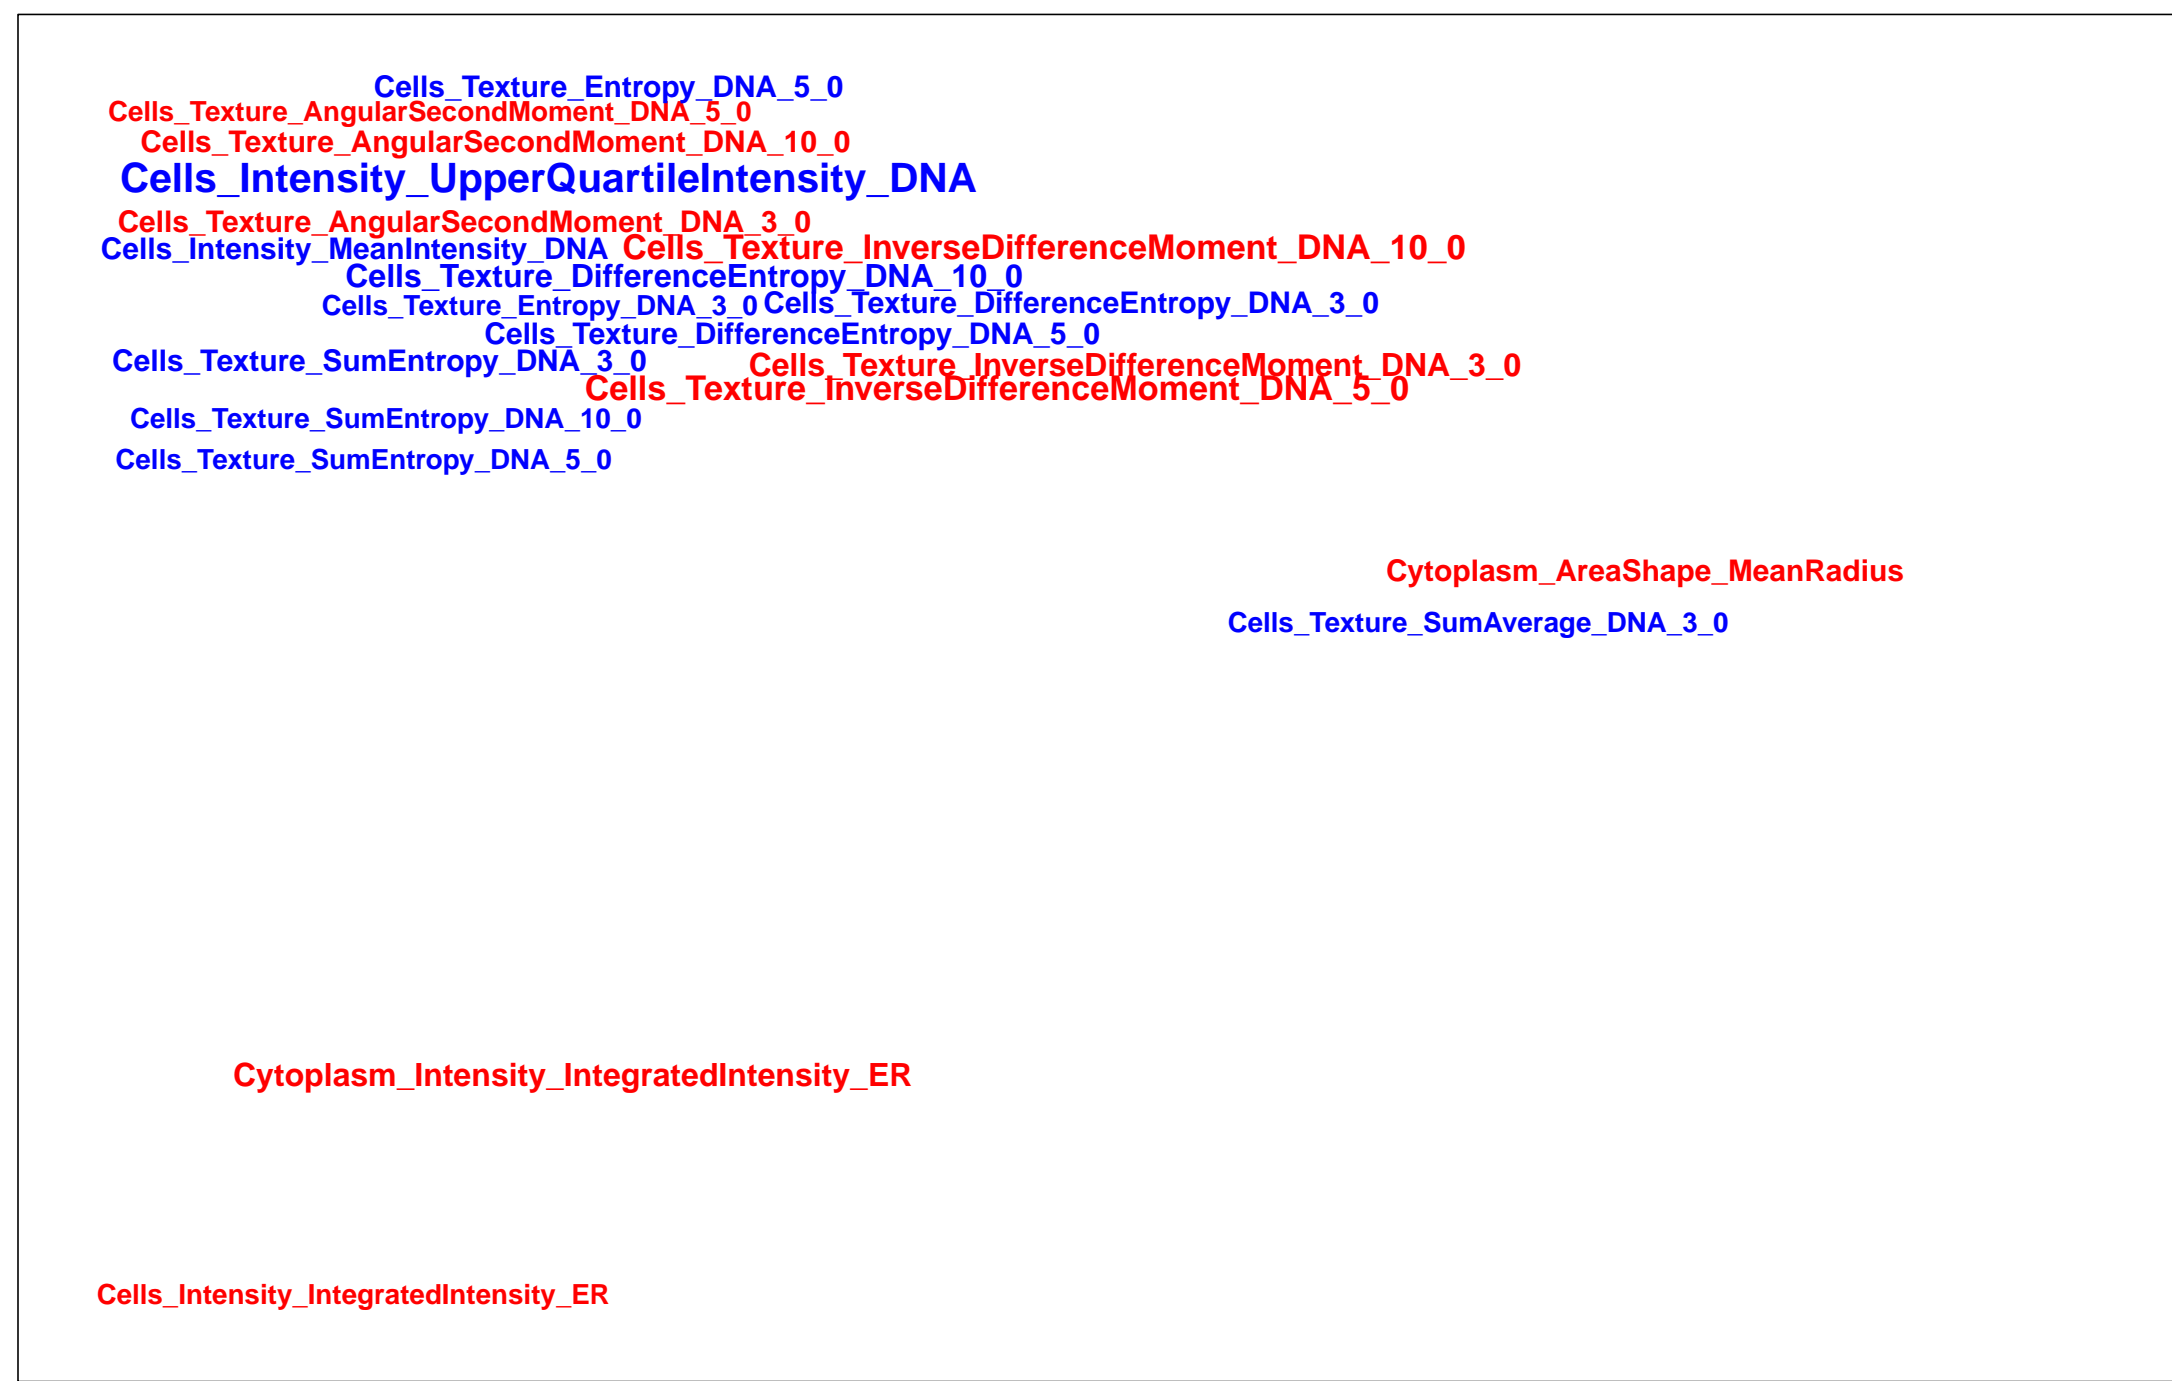 Cells_Texture_Entropy_DNA_5_0
Cells_Texture_AngularSecondMoment_DNA_5_0
Cells_Texture_AngularSecondMoment_DNA_10_0
Cells_Intensity_UpperQuartileIntensity_DNA
Cells_Texture_AngularSecondMoment_DNA_3_0
Cells_Intensity_MeanIntensity_DNA Cells_Texture_InverseDifferenceMoment_DNA_10_0
Cells_Texture_DifferenceEntropy_DNA_10_0
Cells_Texture_Entropy_DNA_3_0 Cells_Texture_DifferenceEntropy_DNA_3_0
Cells_Texture_DifferenceEntropy_DNA_5_0
Cells_Texture_SumEntropy_DNA_3_0 Cells_Texture_InverseDifferenceMoment_DNA_3_0
Cells_Texture_InverseDifferenceMoment_DNA_5_0
Cells_Texture_SumEntropy_DNA_10_0
Cells_Texture_SumEntropy_DNA_5_0
Cytoplasm_AreaShape_MeanRadius
Cells_Texture_SumAverage_DNA_3_0
Cytoplasm_Intensity_IntegratedIntensity_ER
Cells_Intensity_IntegratedIntensity_ER